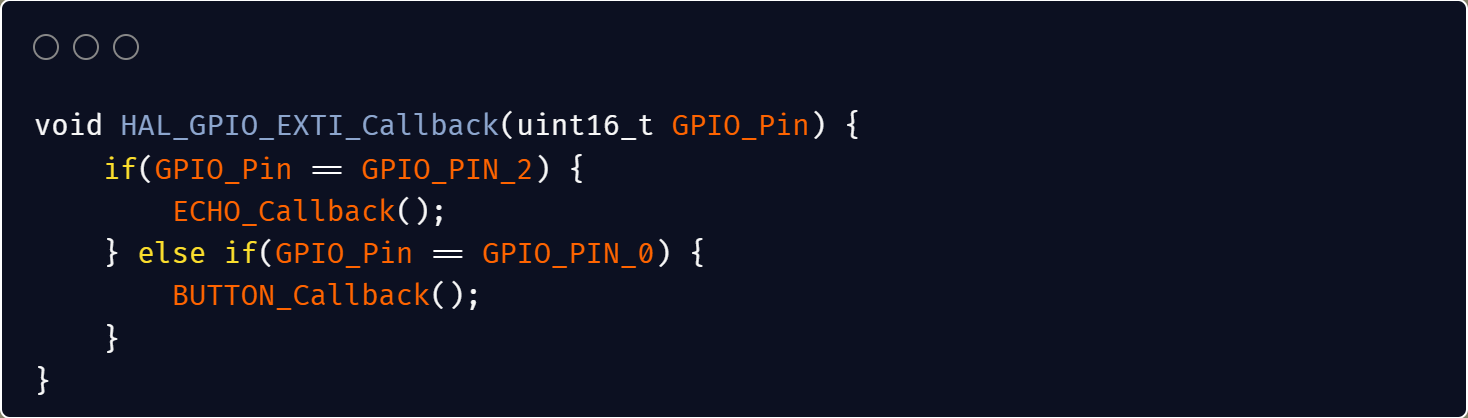 void HAL_GPIO_EXTI_Callback(uint16_t GPIO_Pin) {
    if(GPIO_Pin == GPIO_PIN_2) {
        ECHO_Callback();
    } else if(GPIO_Pin == GPIO_PIN_0) {
        BUTTON_Callback();
    }
}